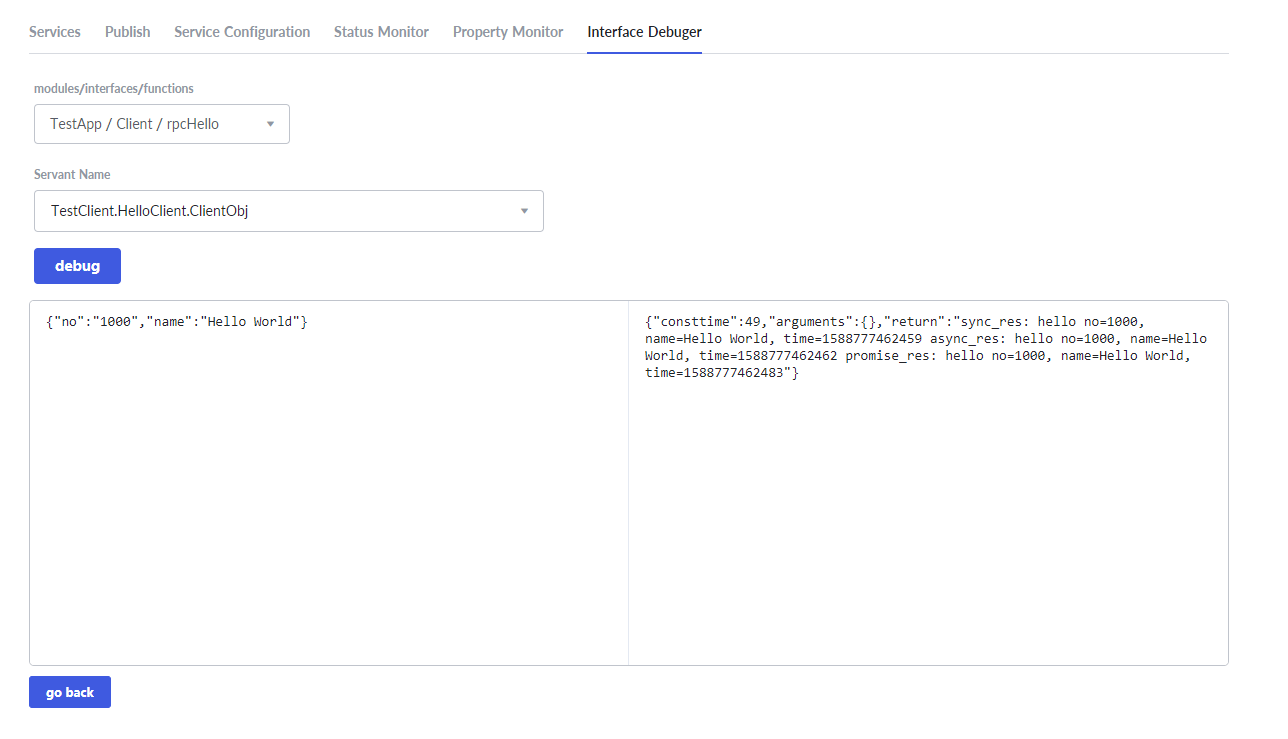 Services Publish Service Configuration Status Monitor Property Monitor Interface Debuger
modules/interfaces/functions
TestApp / Client / rpcHello
Servant Name
TestClient.HelloClient.ClientObj
debug
{"no":"1000","name":"Hello World"}
{"consttime":49,"arguments":{},"return":"sync_res: hello no=1000,
name=Hello World, time=1588777462459 async_res: hello no=1000, name=Hello
World, time=1588777462462 promise_res: hello no=1000, name=Hello World,
time=1588777462483"}
go back